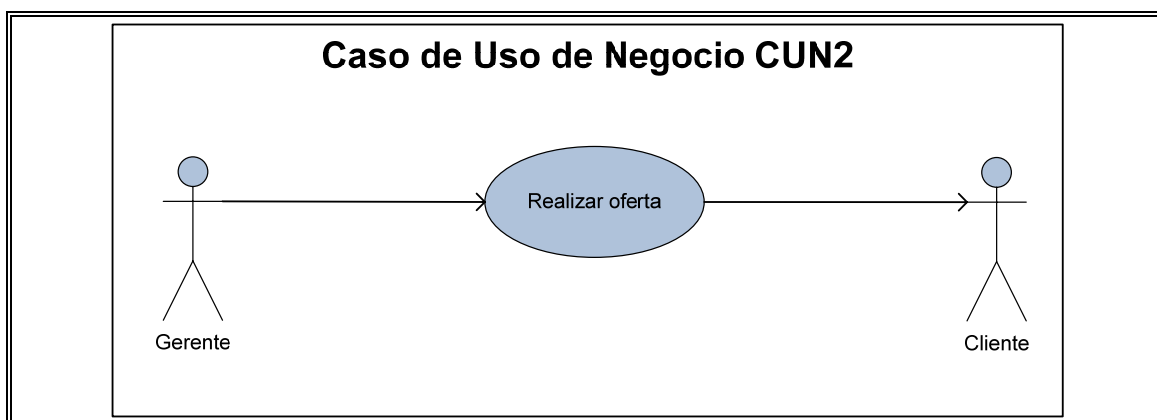 Caso de Uso de Negocio CUN2
Realizar oferta
Gerente
Cliente